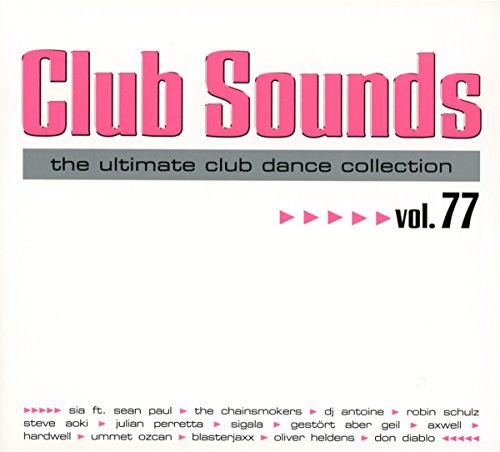 Club Sounds
the ultimate club dance collection
▶ ▶ ▶ ▶ ▶ vol. 77
▶▶▶▶▶ sia ft. sean paul ▶ the chainsmokers ▶ dj antoine ▶ robin schulz
steve aoki ▶ julian perretta ▶ sigala ▶ gestört aber geil ▶ axwell ▶
hardwell ▶ ummet ozcan ▶ blasterjaxx ▶ oliver heldens ▶ don diablo ◀◀◀◀◀